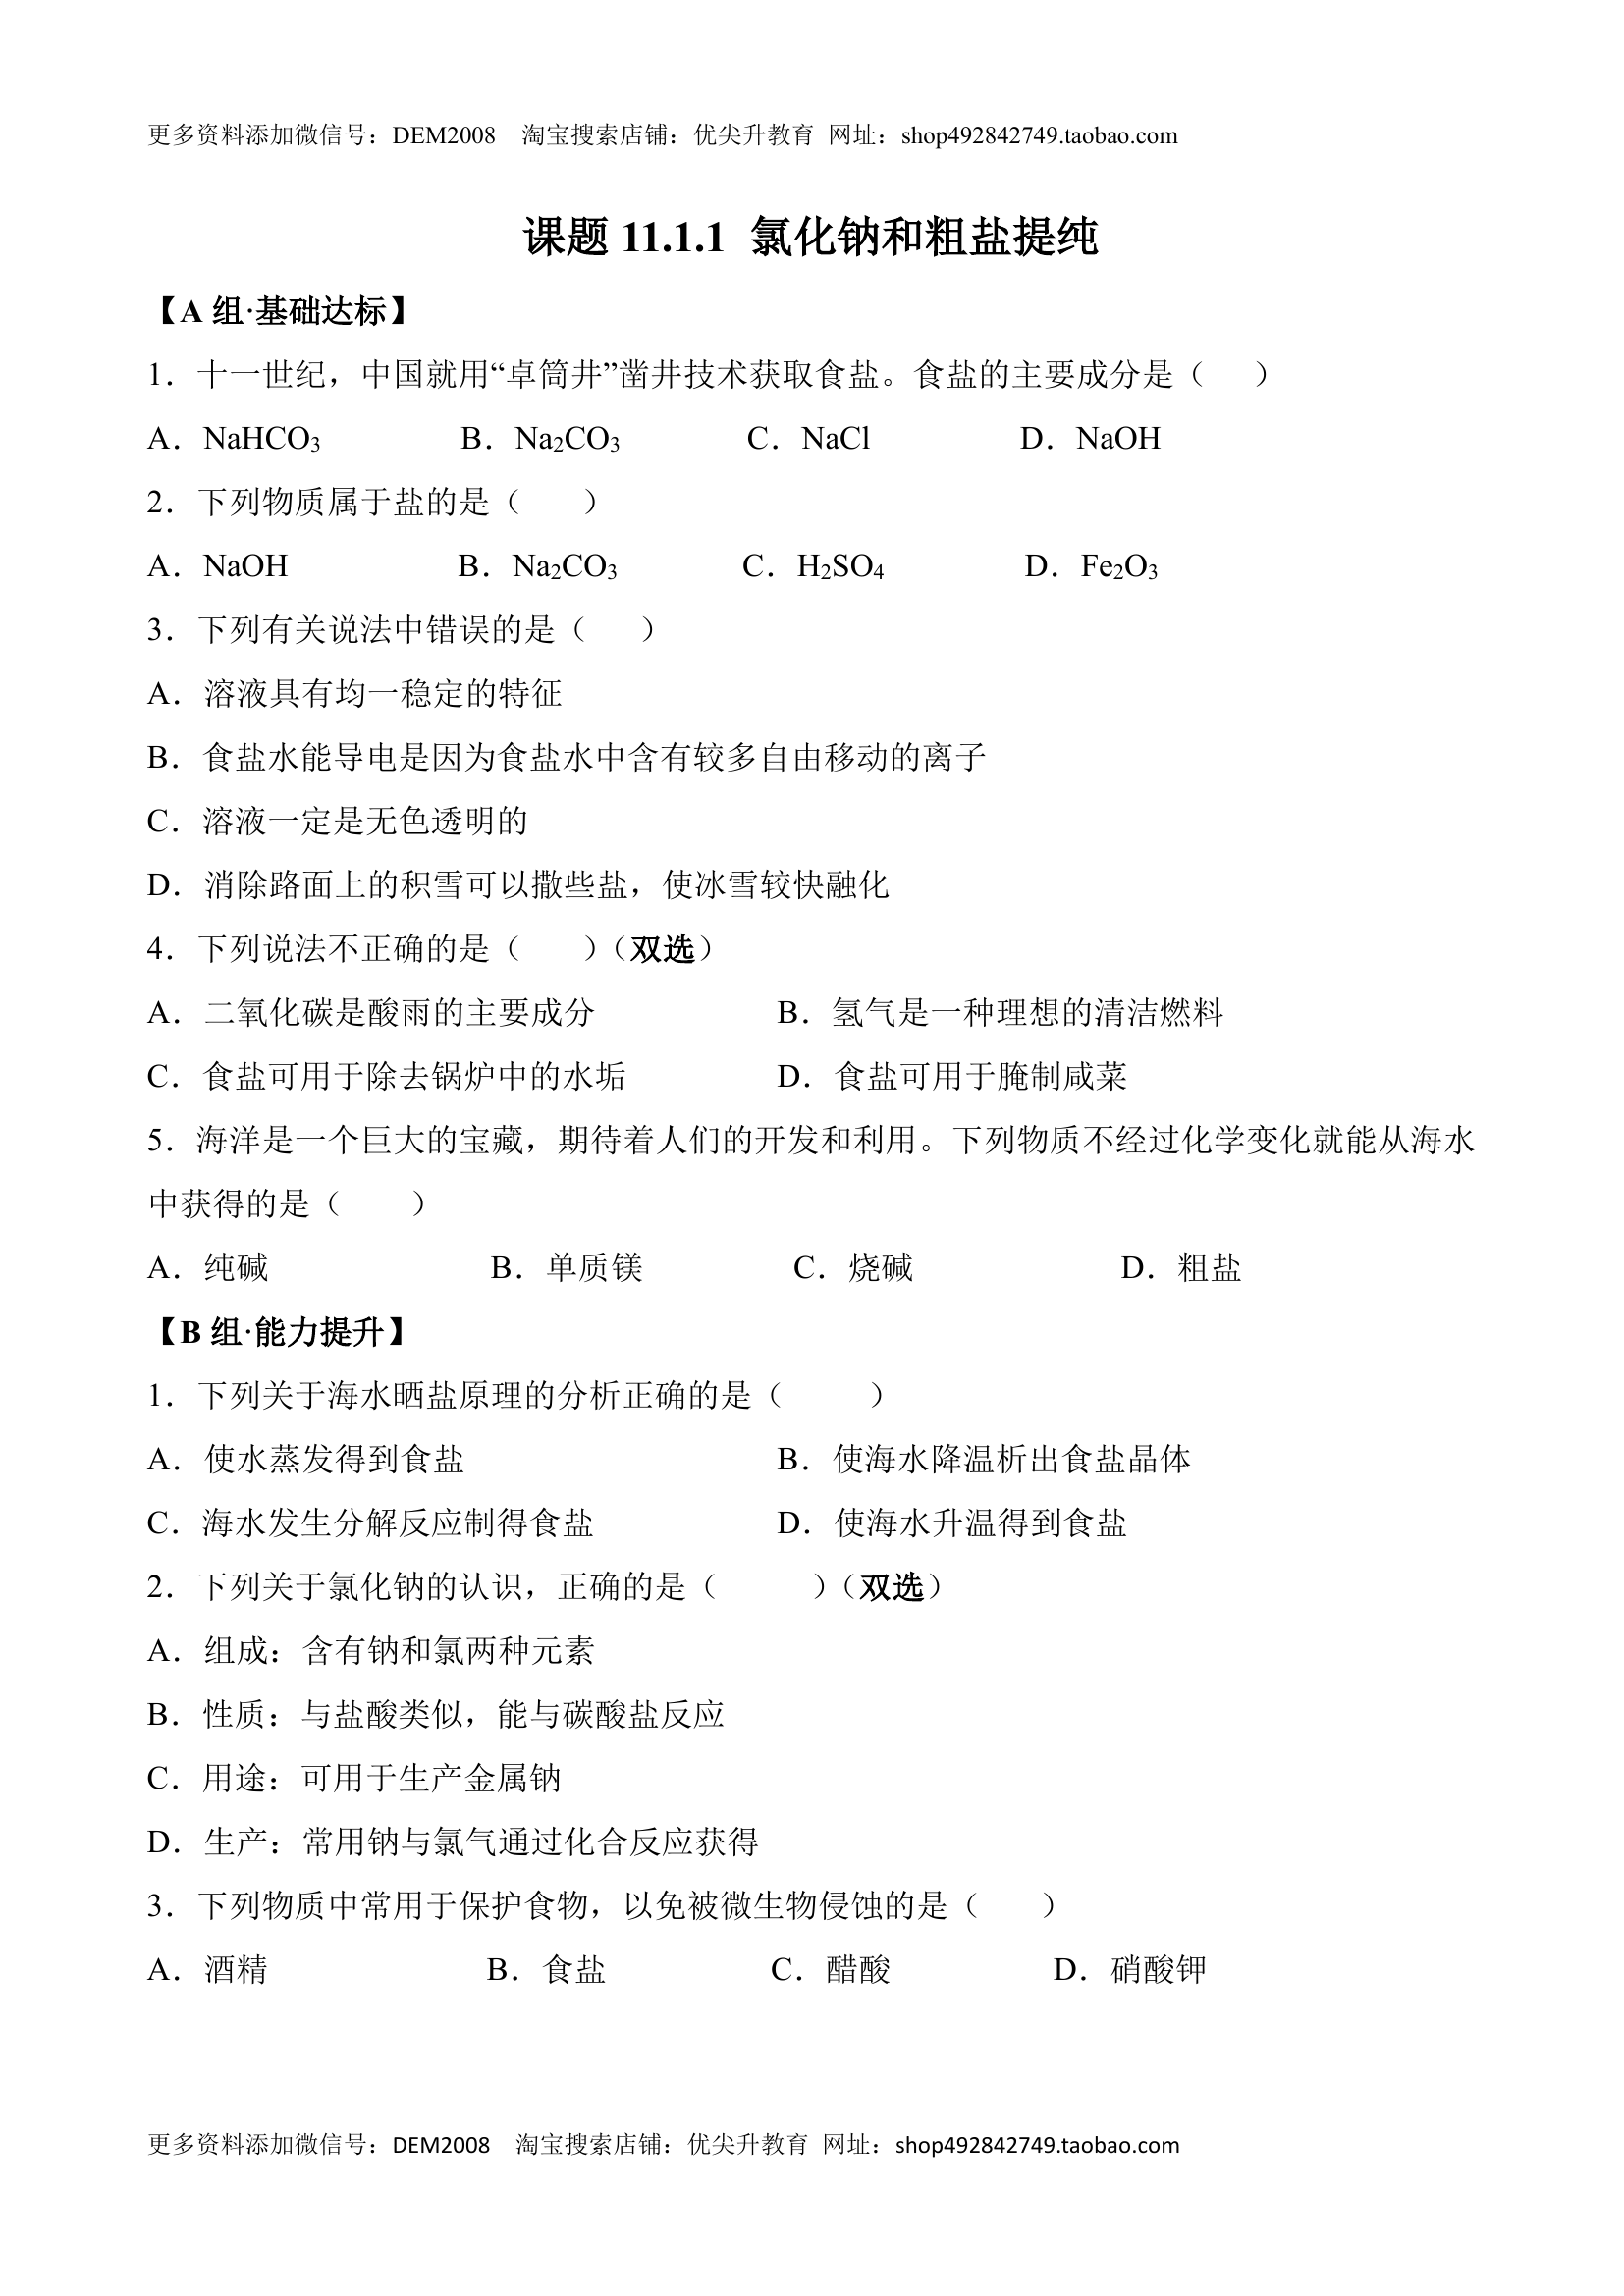 更多资料添加微信号：DEM2008 淘宝搜索店铺：优尖升教育 网址：shop492842749.taobao.com
课题 11.1.1 氯化钠和粗盐提纯
【A 组·基础达标】
1．十一世纪，中国就用“卓筒井”凿井技术获取食盐。食盐的主要成分是（ ）
A．NaHCO₃ B．Na₂CO₃ C．NaCl D．NaOH
2．下列物质属于盐的是（ ）
A．NaOH B．Na₂CO₃ C．H₂SO₄ D．Fe₂O₃
3．下列有关说法中错误的是（ ）
A．溶液具有均一稳定的特征
B．食盐水能导电是因为食盐水中含有较多自由移动的离子
C．溶液一定是无色透明的
D．消除路面上的积雪可以撒些盐，使冰雪较快融化
4．下列说法不正确的是（ ）（双选）
A．二氧化碳是酸雨的主要成分 B．氢气是一种理想的清洁燃料
C．食盐可用于除去锅炉中的水垢 D．食盐可用于腌制咸菜
5．海洋是一个巨大的宝藏，期待着人们的开发和利用。下列物质不经过化学变化就能从海水
中获得的是（ ）
A．纯碱 B．单质镁 C．烧碱 D．粗盐
【B 组·能力提升】
1．下列关于海水晒盐原理的分析正确的是（ ）
A．使水蒸发得到食盐 B．使海水降温析出食盐晶体
C．海水发生分解反应制得食盐 D．使海水升温得到食盐
2．下列关于氯化钠的认识，正确的是（ ）（双选）
A．组成：含有钠和氯两种元素
B．性质：与盐酸类似，能与碳酸盐反应
C．用途：可用于生产金属钠
D．生产：常用钠与氯气通过化合反应获得
3．下列物质中常用于保护食物，以免被微生物侵蚀的是（ ）
A．酒精 B．食盐 C．醋酸 D．硝酸钾
更多资料添加微信号：DEM2008 淘宝搜索店铺：优尖升教育 网址：shop492842749.taobao.com